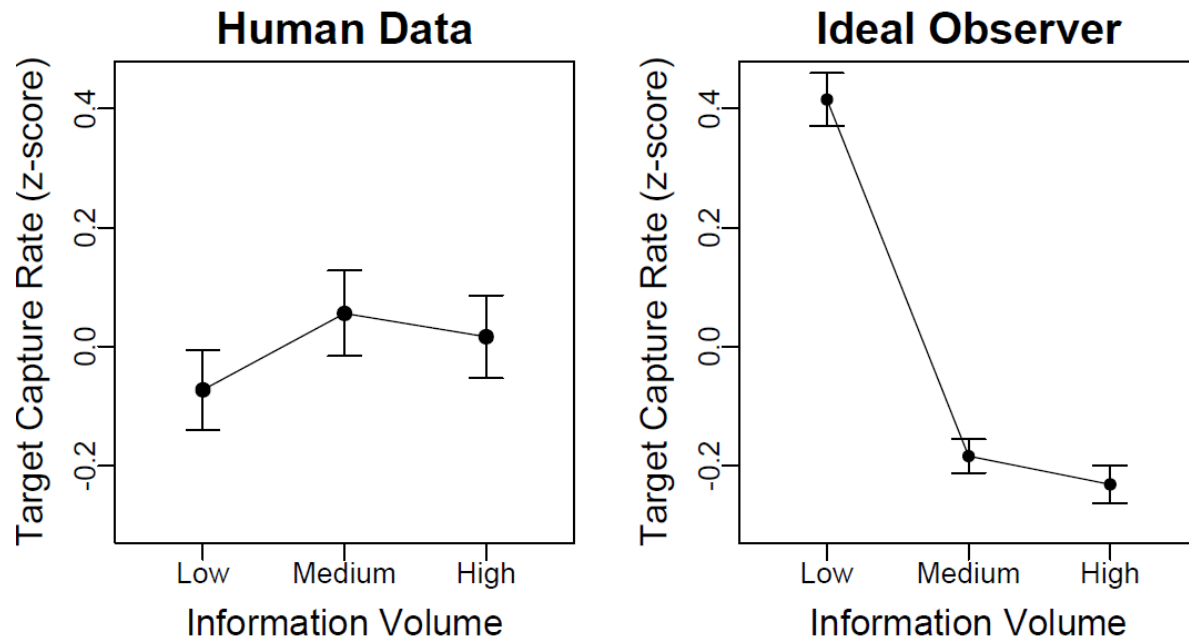 Human Data
Target Capture Rate (z-score)
0.4
0.2
0.0
-0.2
Low Medium High
Information Volume
Ideal Observer
Target Capture Rate (z-score)
0.4
0.2
0.0
-0.2
Low Medium High
Information Volume